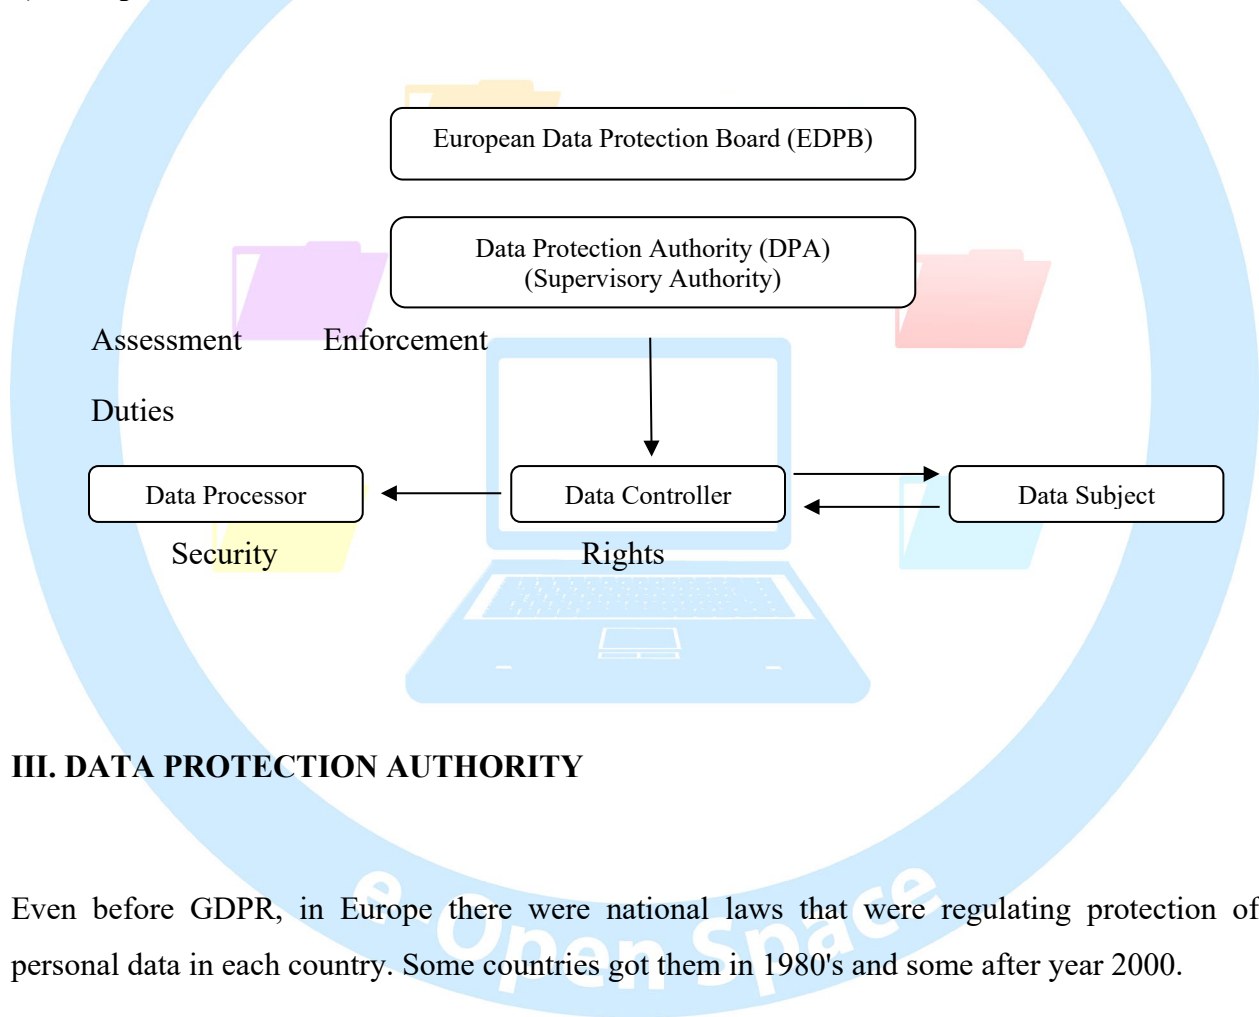 European Data Protection Board (EDPB)
Data Protection Authority (DPA)
(Supervisory Authority)
Assessment Enforcement
Duties
Data Processor Data Controller Data Subject
Security Rights
III. DATA PROTECTION AUTHORITY
Even before GDPR, in Europe there were national laws that were regulating protection of
personal data in each country. Some countries got them in 1980's and some after year 2000.
e-Open Space